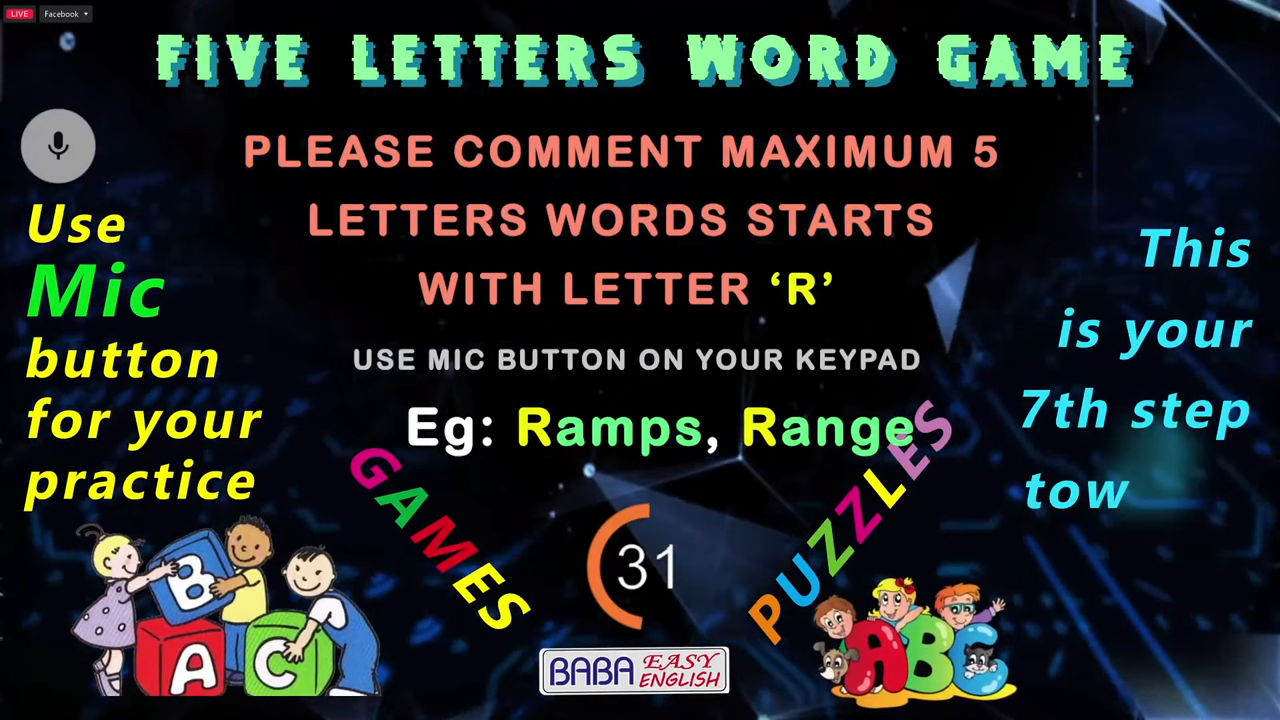 LIVE Facebook
FIVE LETTERS WORD GAME
PLEASE COMMENT MAXIMUM 5
LETTERS WORDS STARTS
WITH LETTER ‘R’
USE MIC BUTTON ON YOUR KEYPAD
Eg: Ramps, Range
Use
Mic
button
for your
practice
This
is your
7th step
tow
GAMES
31
PUZZLES
B
A C
ABC
BABA EASY
ENGLISH